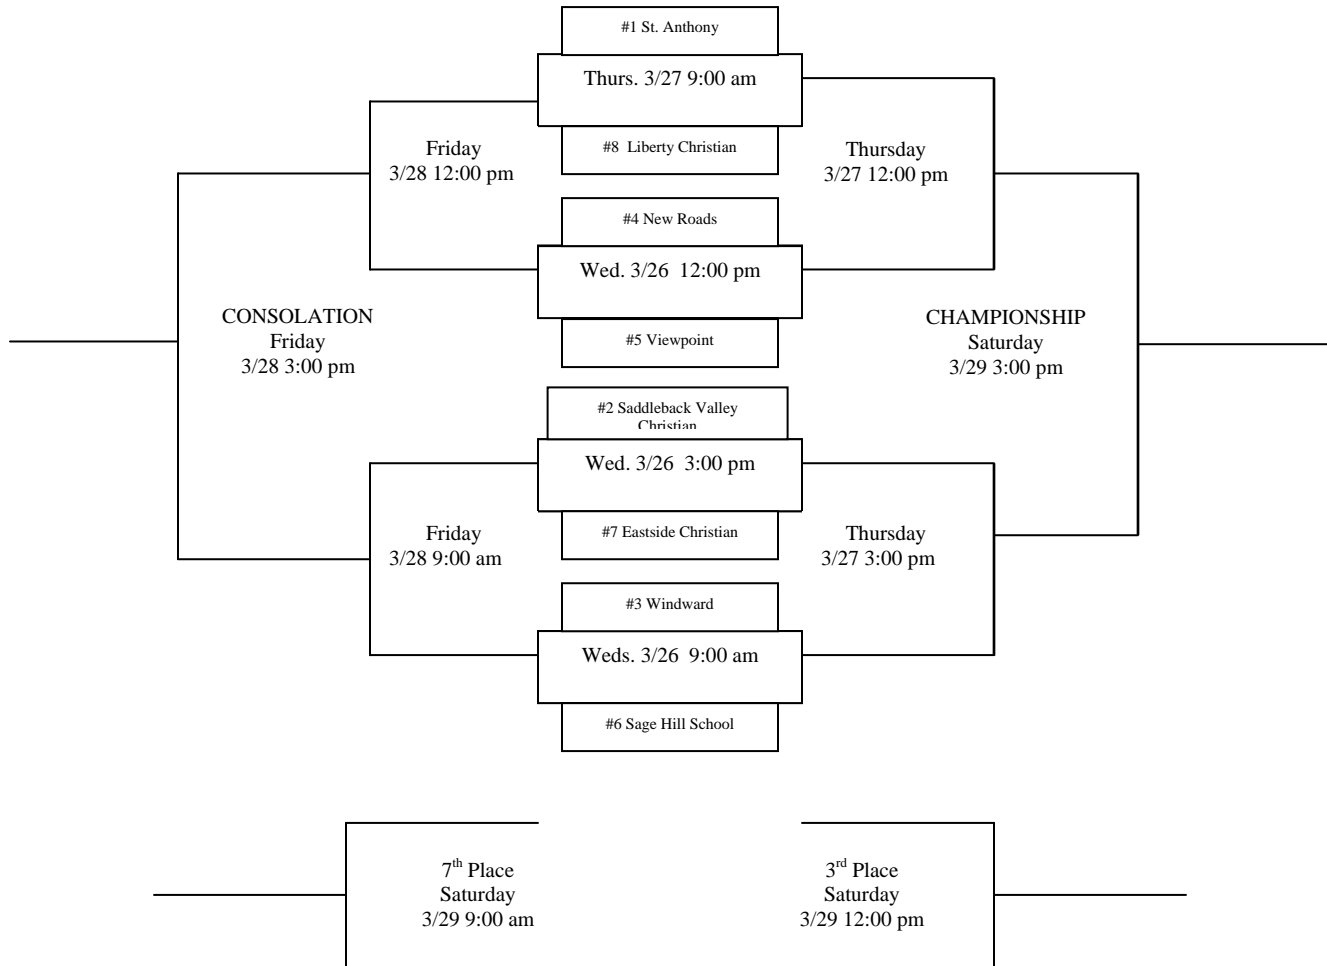 #1 St. Anthony
Thurs. 3/27 9:00 am
#8 Liberty Christian
Friday
3/28 12:00 pm
Thursday
3/27 12:00 pm
#4 New Roads
Wed. 3/26 12:00 pm
#5 Viewpoint
CONSOLATION
Friday
3/28 3:00 pm
CHAMPIONSHIP
Saturday
3/29 3:00 pm
#2 Saddleback Valley
Christian
Wed. 3/26 3:00 pm
#7 Eastside Christian
Friday
3/28 9:00 am
Thursday
3/27 3:00 pm
#3 Windward
Weds. 3/26 9:00 am
#6 Sage Hill School
7th Place
Saturday
3/29 9:00 am
3rd Place
Saturday
3/29 12:00 pm